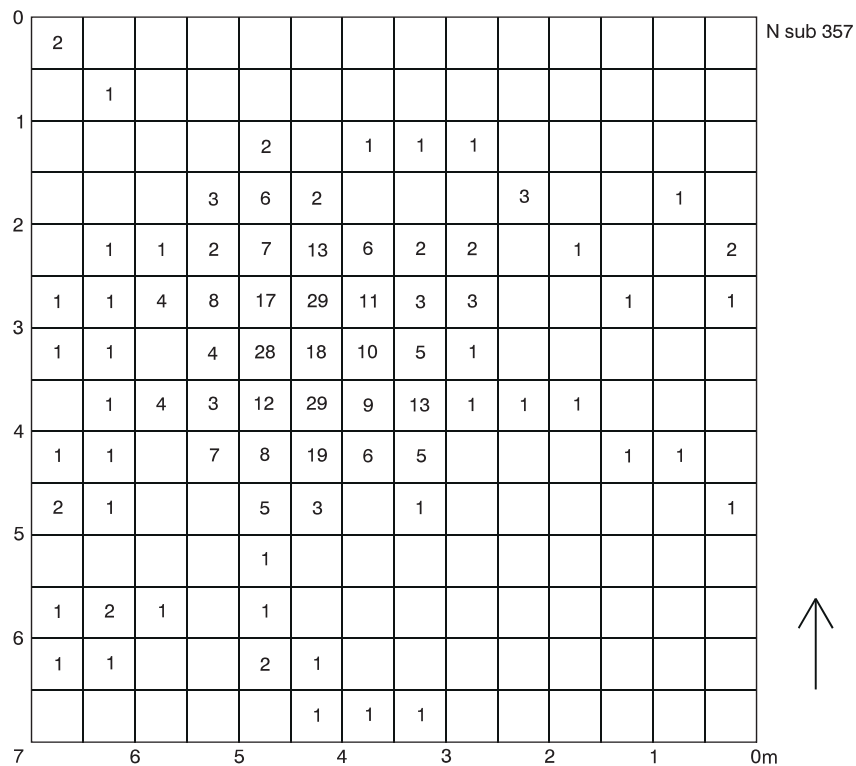 0 N sub 357
2
1
1
2 1 1 1
3 6 2 3 1
2
1 1 2 7 13 6 2 2 1 2
1 1 4 8 17 29 11 3 3 1 1
3
1 1 4 28 18 10 5 1
1 4 3 12 29 9 13 1 1 1
4
1 1 7 8 19 6 5 1 1
2 1 5 3 1 1
5
1
1 2 1 1
6
1 1 2 1
1 1 1
7 6 5 4 3 2 1 0m